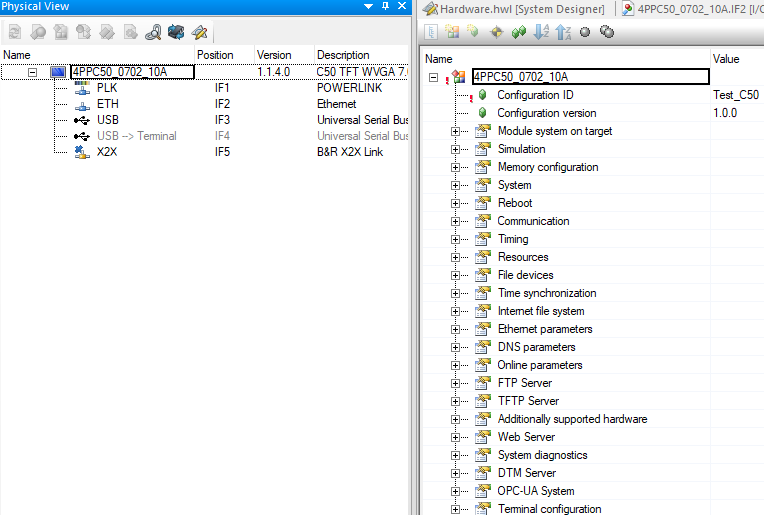 Physical View
Name Position Version Description
4PPC50_0702_10A 1.1.4.0 C50 TFT WVGA 7.
PLK IF1 POWERLINK
ETH IF2 Ethernet
USB IF3 Universal Serial Bus
USB --> Terminal IF4 Universal Serial Bus
X2X IF5 B&R X2X Link
Hardware.hwl [System Designer] 4PPC50_0702_10A.IF2 [I/O
Name Value
4PPC50_0702_10A
Configuration ID Test_C50
Configuration version 1.0.0
Module system on target
Simulation
Memory configuration
System
Reboot
Communication
Timing
Resources
File devices
Time synchronization
Internet file system
Ethernet parameters
DNS parameters
Online parameters
FTP Server
TFTP Server
Additionally supported hardware
Web Server
System diagnostics
DTM Server
OPC-UA System
Terminal configuration